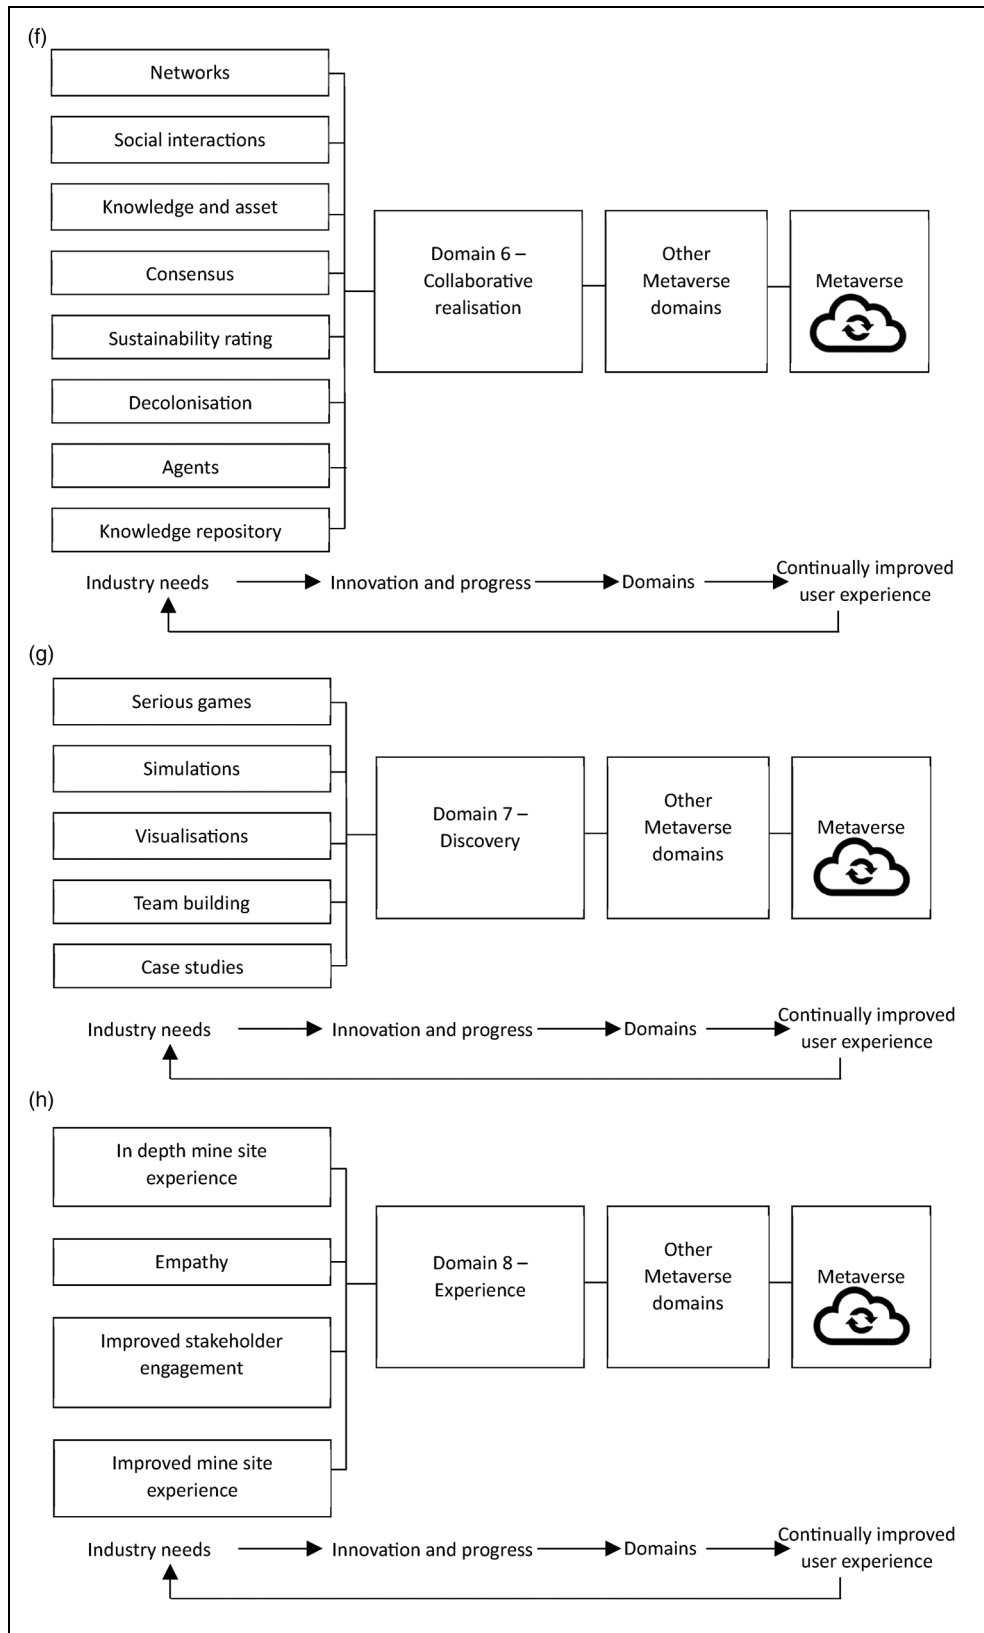 (f)
Networks
Social interactions
Knowledge and asset
Consensus
Sustainability rating
Decolonisation
Agents
Knowledge repository
Domain 6 –
Collaborative
realisation
Other
Metaverse
domains
Metaverse
Industry needs
Innovation and progress
Domains
Continually improved
user experience
(g)
Serious games
Simulations
Visualisations
Team building
Case studies
Domain 7 –
Discovery
Other
Metaverse
domains
Metaverse
Industry needs
Innovation and progress
Domains
Continually improved
user experience
(h)
In depth mine site
experience
Empathy
Improved stakeholder
engagement
Improved mine site
experience
Domain 8 –
Experience
Other
Metaverse
domains
Metaverse
Industry needs
Innovation and progress
Domains
Continually improved
user experience